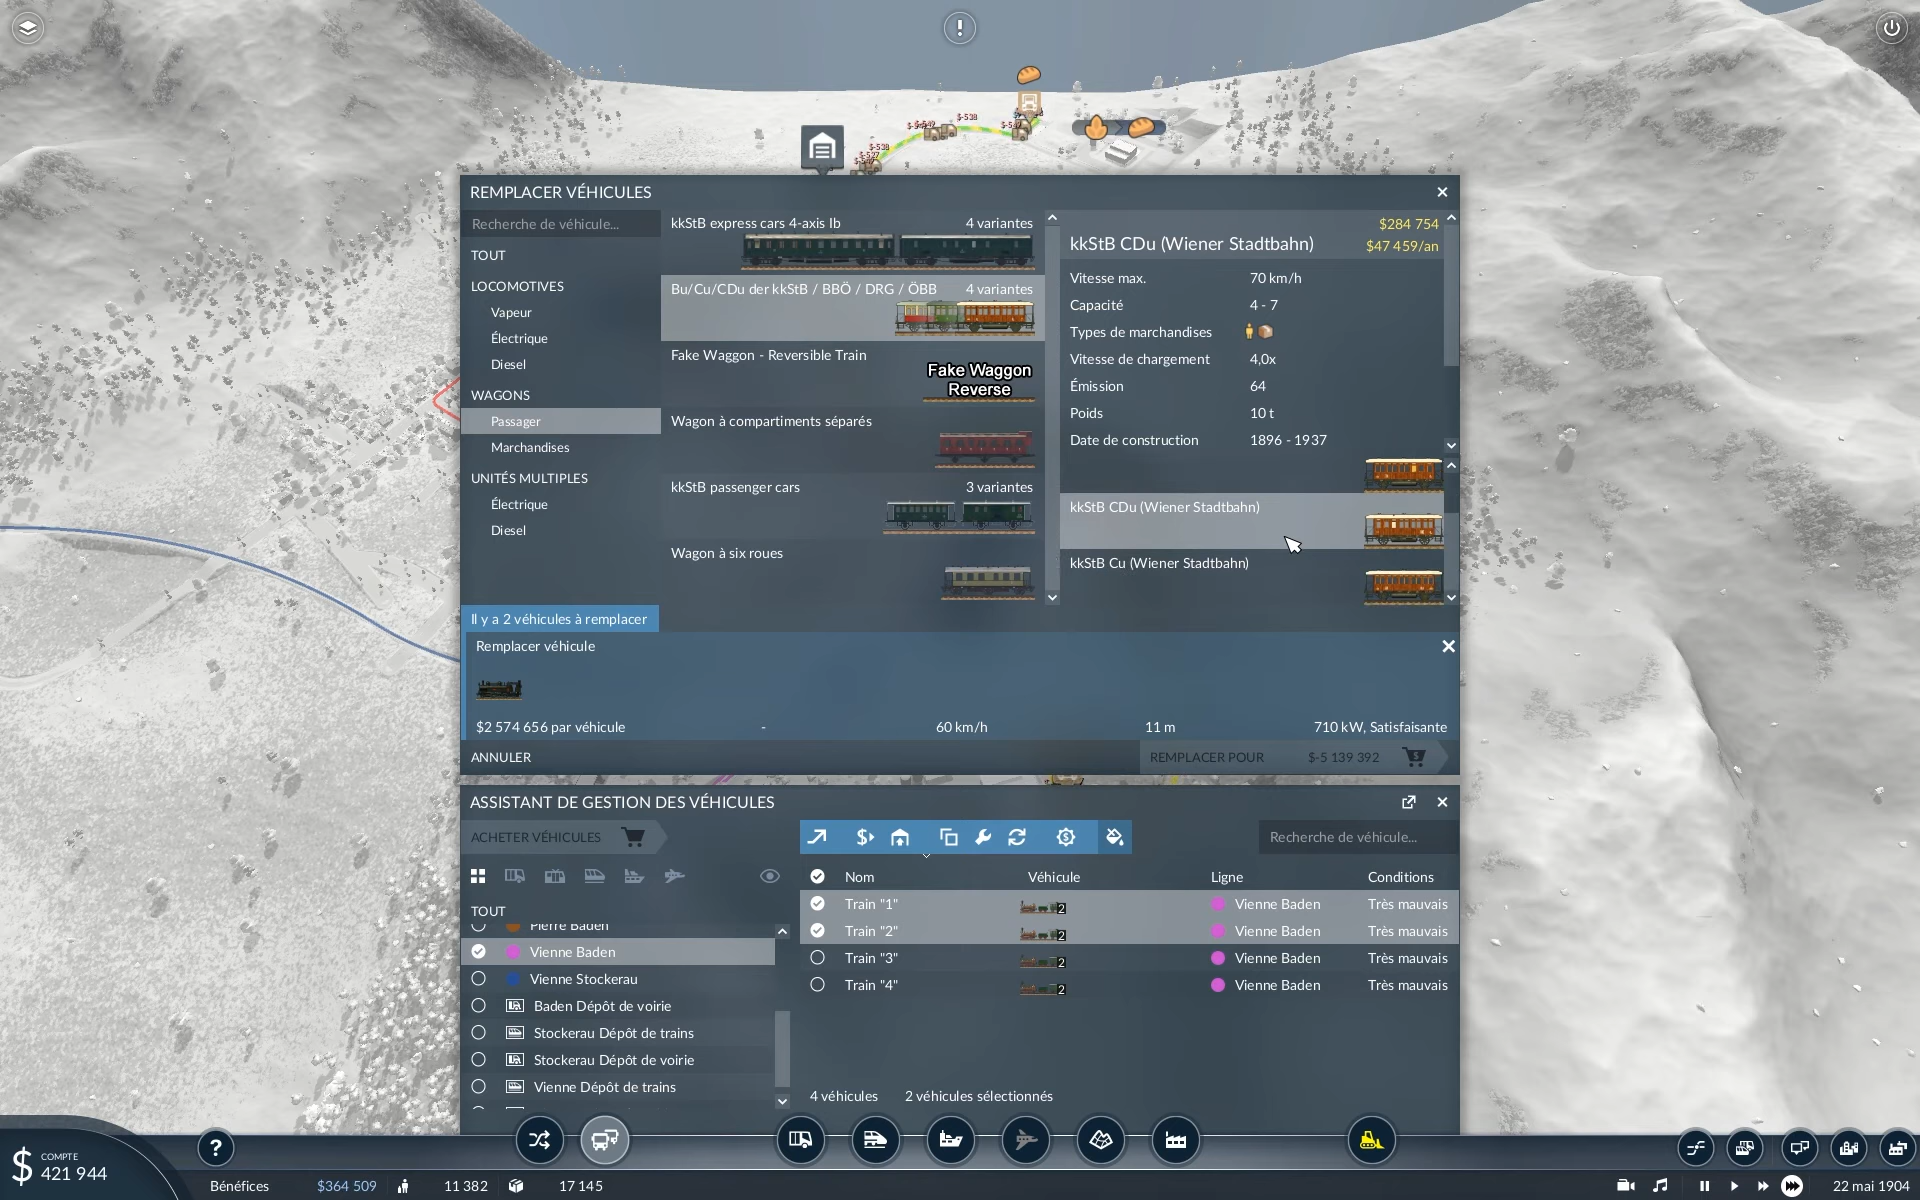 REMPLACER VÉHICULES
Recherche de véhicule...
TOUT
LOCOMOTIVES
Vapeur
Électrique
Diesel
WAGONS
Passager
Marchandises
UNITÉS MULTIPLES
Électrique
Diesel
kkStB express cars 4-axis Ib 4 variantes
Bu/Cu/CDu der kkStB / BBÖ / DRG / ÖBB 4 variantes
Fake Waggon - Reversible Train
Fake Waggon
Reverse
Wagon à compartiments séparés
kkStB passenger cars 3 variantes
Wagon à six roues
$284 754
kkStB CDu (Wiener Stadtbahn) $47 459/an
Vitesse max. 70 km/h
Capacité 4 - 7
Types de marchandises
Vitesse de chargement 4,0x
Émission 64
Poids 10 t
Date de construction 1896 - 1937
kkStB CDu (Wiener Stadtbahn)
kkStB Cu (Wiener Stadtbahn)
Il y a 2 véhicules à remplacer
Remplacer véhicule
$2 574 656 par véhicule - 60 km/h 11 m 710 kW, Satisfaisante
ANNULER REMPLACER POUR $-5 139 392
ASSISTANT DE GESTION DES VÉHICULES
ACHETER VÉHICULES
Recherche de véhicule...
TOUT
Pierre Baden
Vienne Baden
Vienne Stockerau
Baden Dépôt de voirie
Stockerau Dépôt de trains
Stockerau Dépôt de voirie
Vienne Dépôt de trains
Nom Véhicule Ligne Conditions
Train "1" 2 Vienne Baden Très mauvais
Train "2" 2 Vienne Baden Très mauvais
Train "3" 2 Vienne Baden Très mauvais
Train "4" 2 Vienne Baden Très mauvais
4 véhicules 2 véhicules sélectionnés
COMPTE
$ 421 944
Bénéfices $364 509 11 382 17 145
22 mai 1904